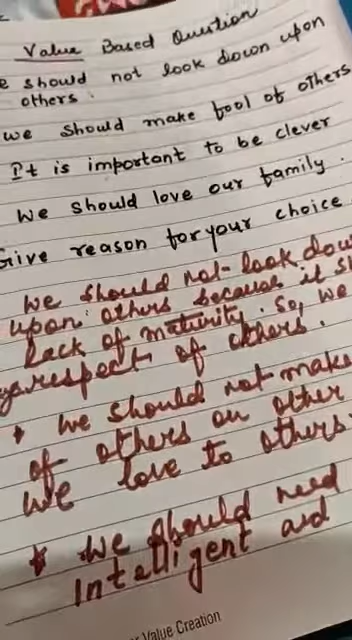 Value Based Question
e should not look down upon
others.
we should make fool of others
It is important to be clever
We should love our family.
Give reason for your choice.
We should not look dow
upon others because it sh
lack of maturity. So, we
respect of others.
* We should not make
of others on other
We love to others.
* We should need
Intelligent and
Value Creation